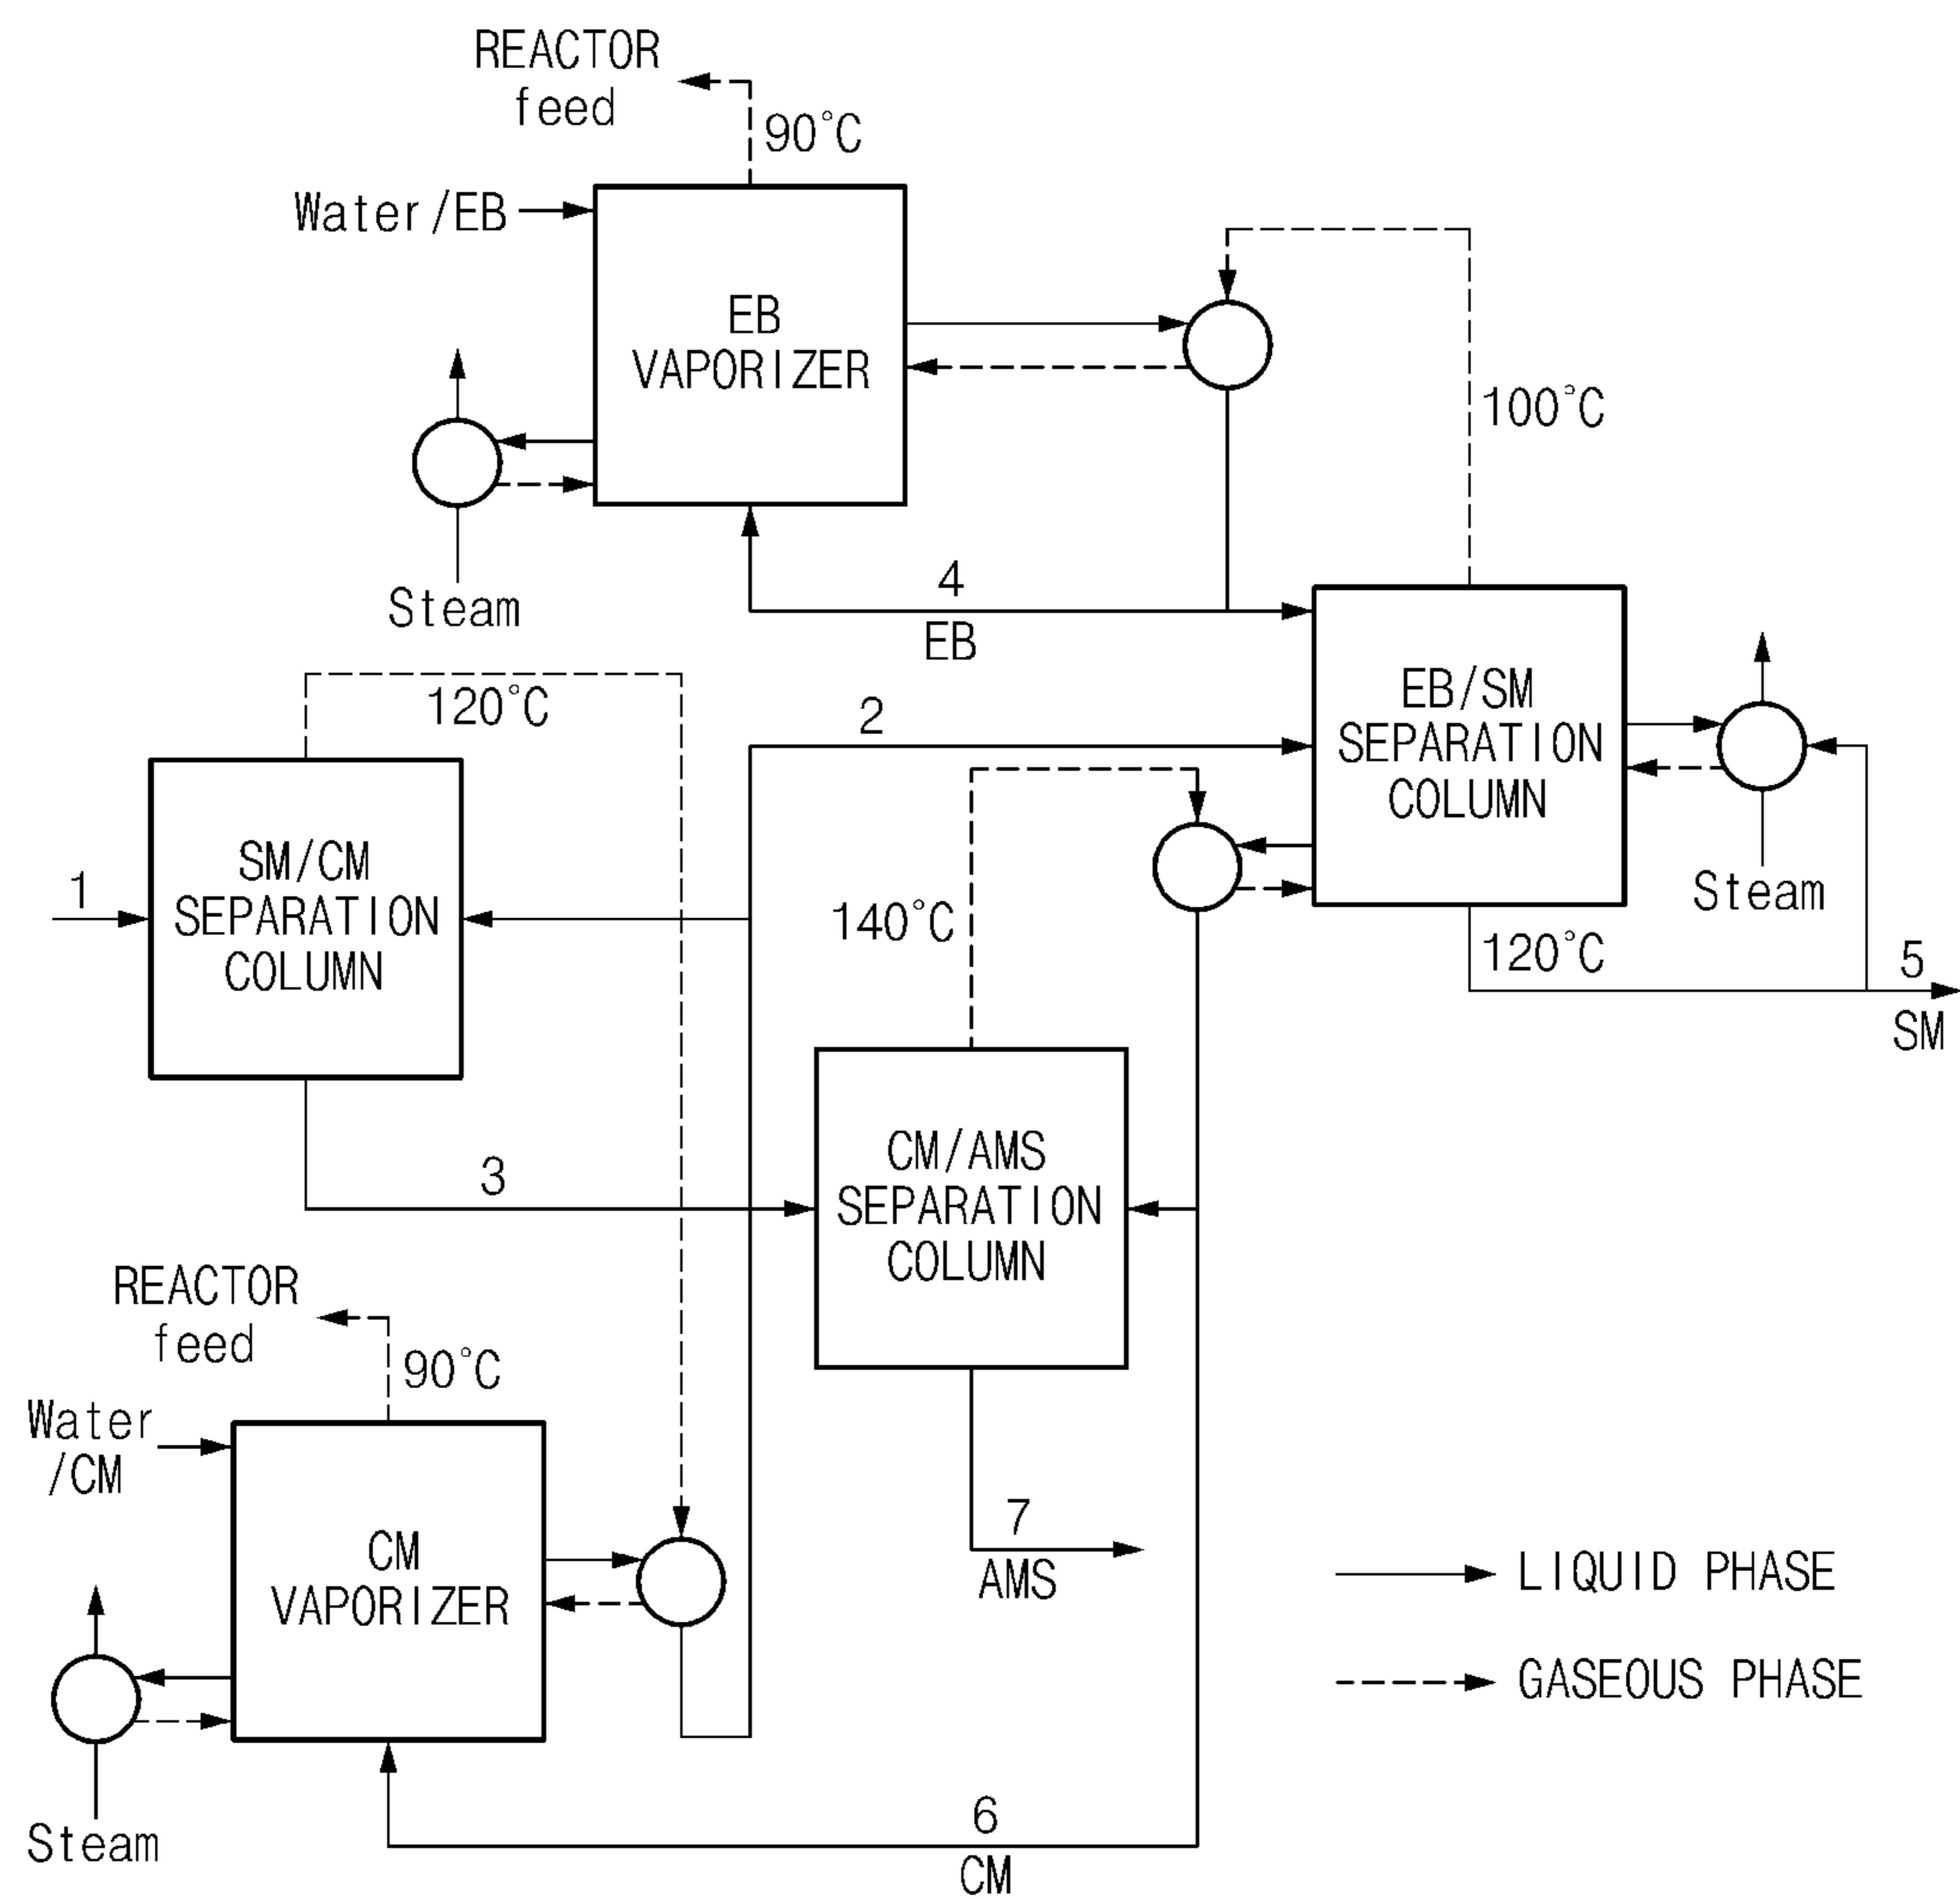 REACTOR
feed
90°C
Water/EB
EB
VAPORIZER
100°C
Steam
4
EB
120°C
2
EB/SM
SEPARATION
COLUMN
SM/CM
SEPARATION
COLUMN
1
140°C
Steam
120°C
5
SM
3
CM/AMS
SEPARATION
COLUMN
REACTOR
feed
90°C
Water
/CM
CM
VAPORIZER
7
AMS
LIQUID PHASE
GASEOUS PHASE
Steam
6
CM